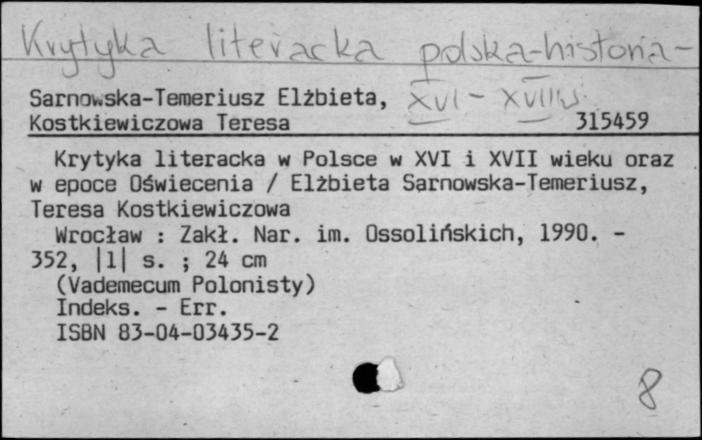 Krytyka literacka polska-historia-
Sarnowska-Temeriusz Elżbieta, XVI - XVIII w.
Kostkiewiczowa Teresa 315459
Krytyka literacka w Polsce w XVI i XVII wieku oraz
w epoce Oświecenia / Elżbieta Sarnowska-Temeriusz,
Teresa Kostkiewiczowa
Wrocław : Zakł. Nar. im. Ossolińskich, 1990. -
352, |1| s. ; 24 cm
(Vademecum Polonisty)
Indeks. - Err.
ISBN 83-04-03435-2
8